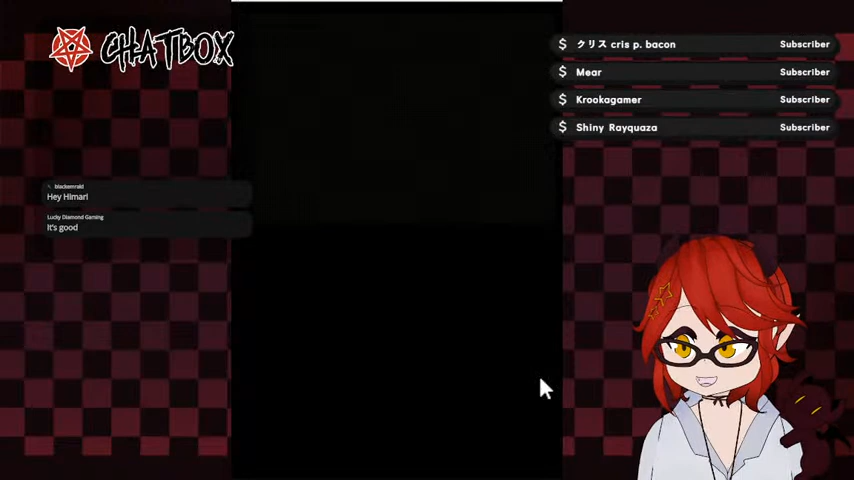 CHATBOX
クリス cris p. bacon Subscriber
Mear Subscriber
Krookagamer Subscriber
Shiny Rayquaza Subscriber
blackemraid
Hey Himari
Lucky Diamond Gaming
It's good